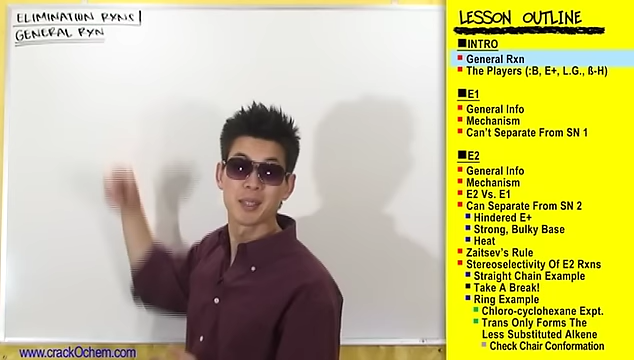 ELIMINATION RXNS |
GENERAL RXN
LESSON OUTLINE
INTRO
General Rxn
The Players (:B, E+, L.G., ß-H)
E1
General Info
Mechanism
Can't Separate From SN 1
E2
General Info
Mechanism
E2 Vs. E1
Can Separate From SN 2
Hindered E+
Strong, Bulky Base
Heat
Zaitsev's Rule
Stereoselectivity Of E2 Rxns
Straight Chain Example
Take A Break!
Ring Example
Chloro-cyclohexane Expt.
Trans Only Forms The
Less Substituted Alkene
Check Chair Conformation
www.crackOchem.com